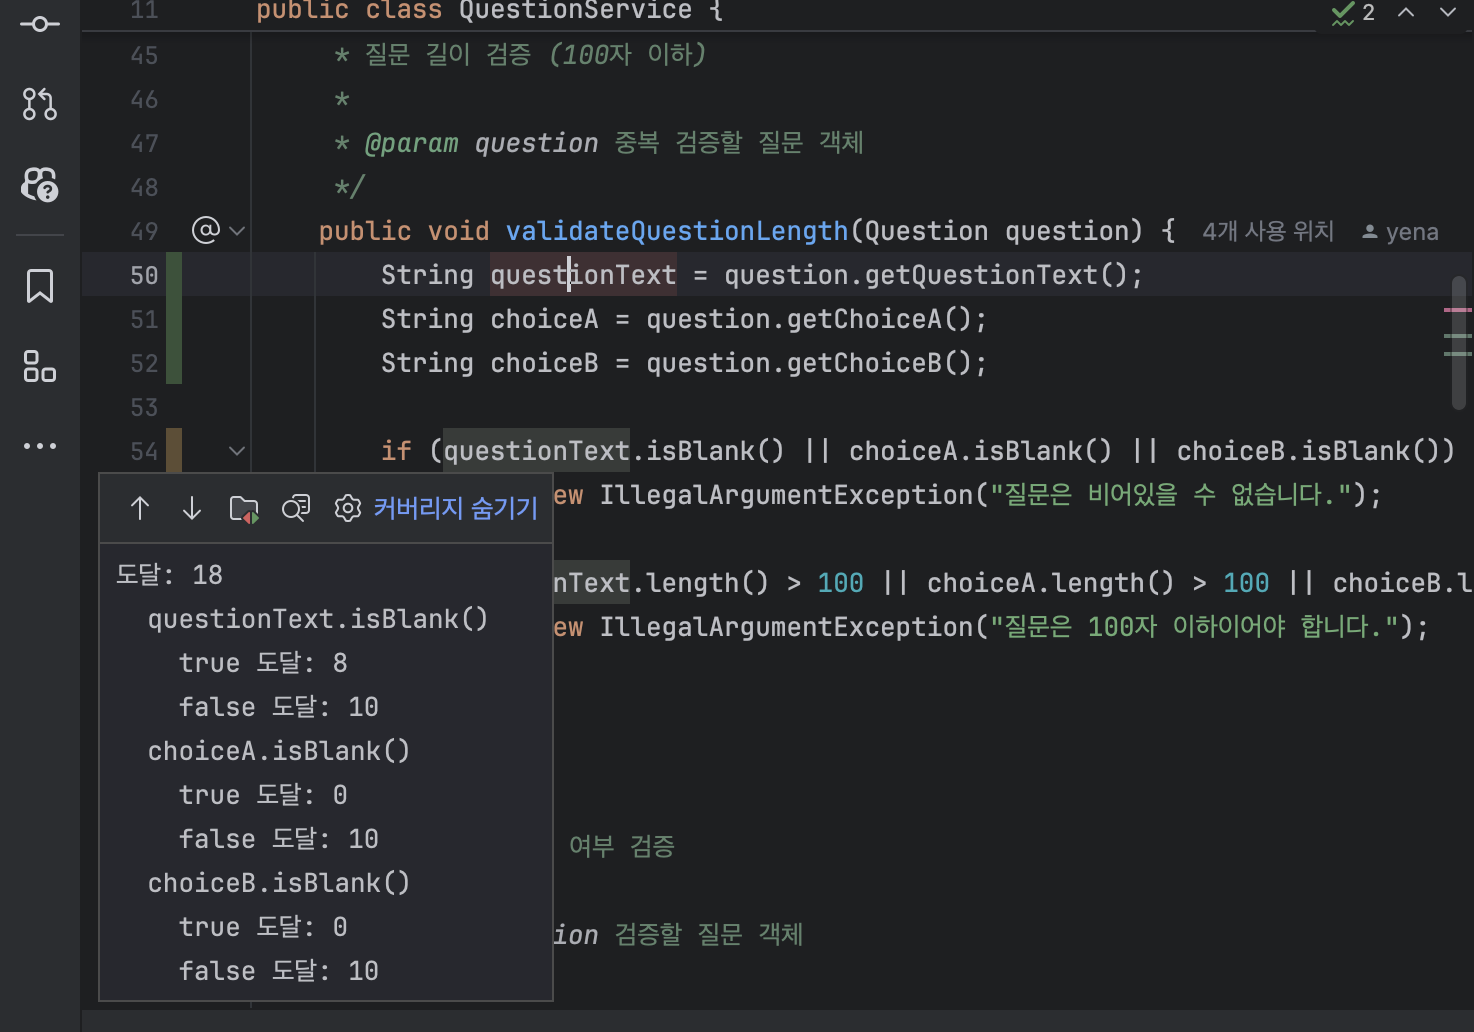 11 public class QuestionService {
2
45 * 질문 길이 검증 (100자 이하)
46 *
47 * @param question 중복 검증할 질문 객체
48 */
49 public void validateQuestionLength(Question question) { 4개 사용 위치 yena
50 String questionText = question.getQuestionText();
51 String choiceA = question.getChoiceA();
52 String choiceB = question.getChoiceB();
53
54 if (questionText.isBlank() || choiceA.isBlank() || choiceB.isBlank())
ew IllegalArgumentException("질문은 비어있을 수 없습니다.");
nText.length() > 100 || choiceA.length() > 100 || choiceB.l
ew IllegalArgumentException("질문은 100자 이하이어야 합니다.");
여부 검증
ion 검증할 질문 객체
커버리지 숨기기
도달: 18
questionText.isBlank()
true 도달: 8
false 도달: 10
choiceA.isBlank()
true 도달: 0
false 도달: 10
choiceB.isBlank()
true 도달: 0
false 도달: 10